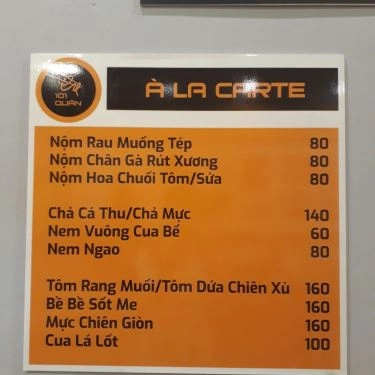 101
QUÁN
À LA CARTE
Nộm Rau Muống Tép 80
Nộm Chân Gà Rút Xương 80
Nộm Hoa Chuối Tôm/Sứa 80
Chả Cá Thu/Chả Mực 140
Nem Vuông Cua Bể 60
Nem Ngao 80
Tôm Rang Muối/Tôm Dứa Chiên Xù 160
Bề Bề Sốt Me 160
Mực Chiên Giòn 160
Cua Lá Lốt 100